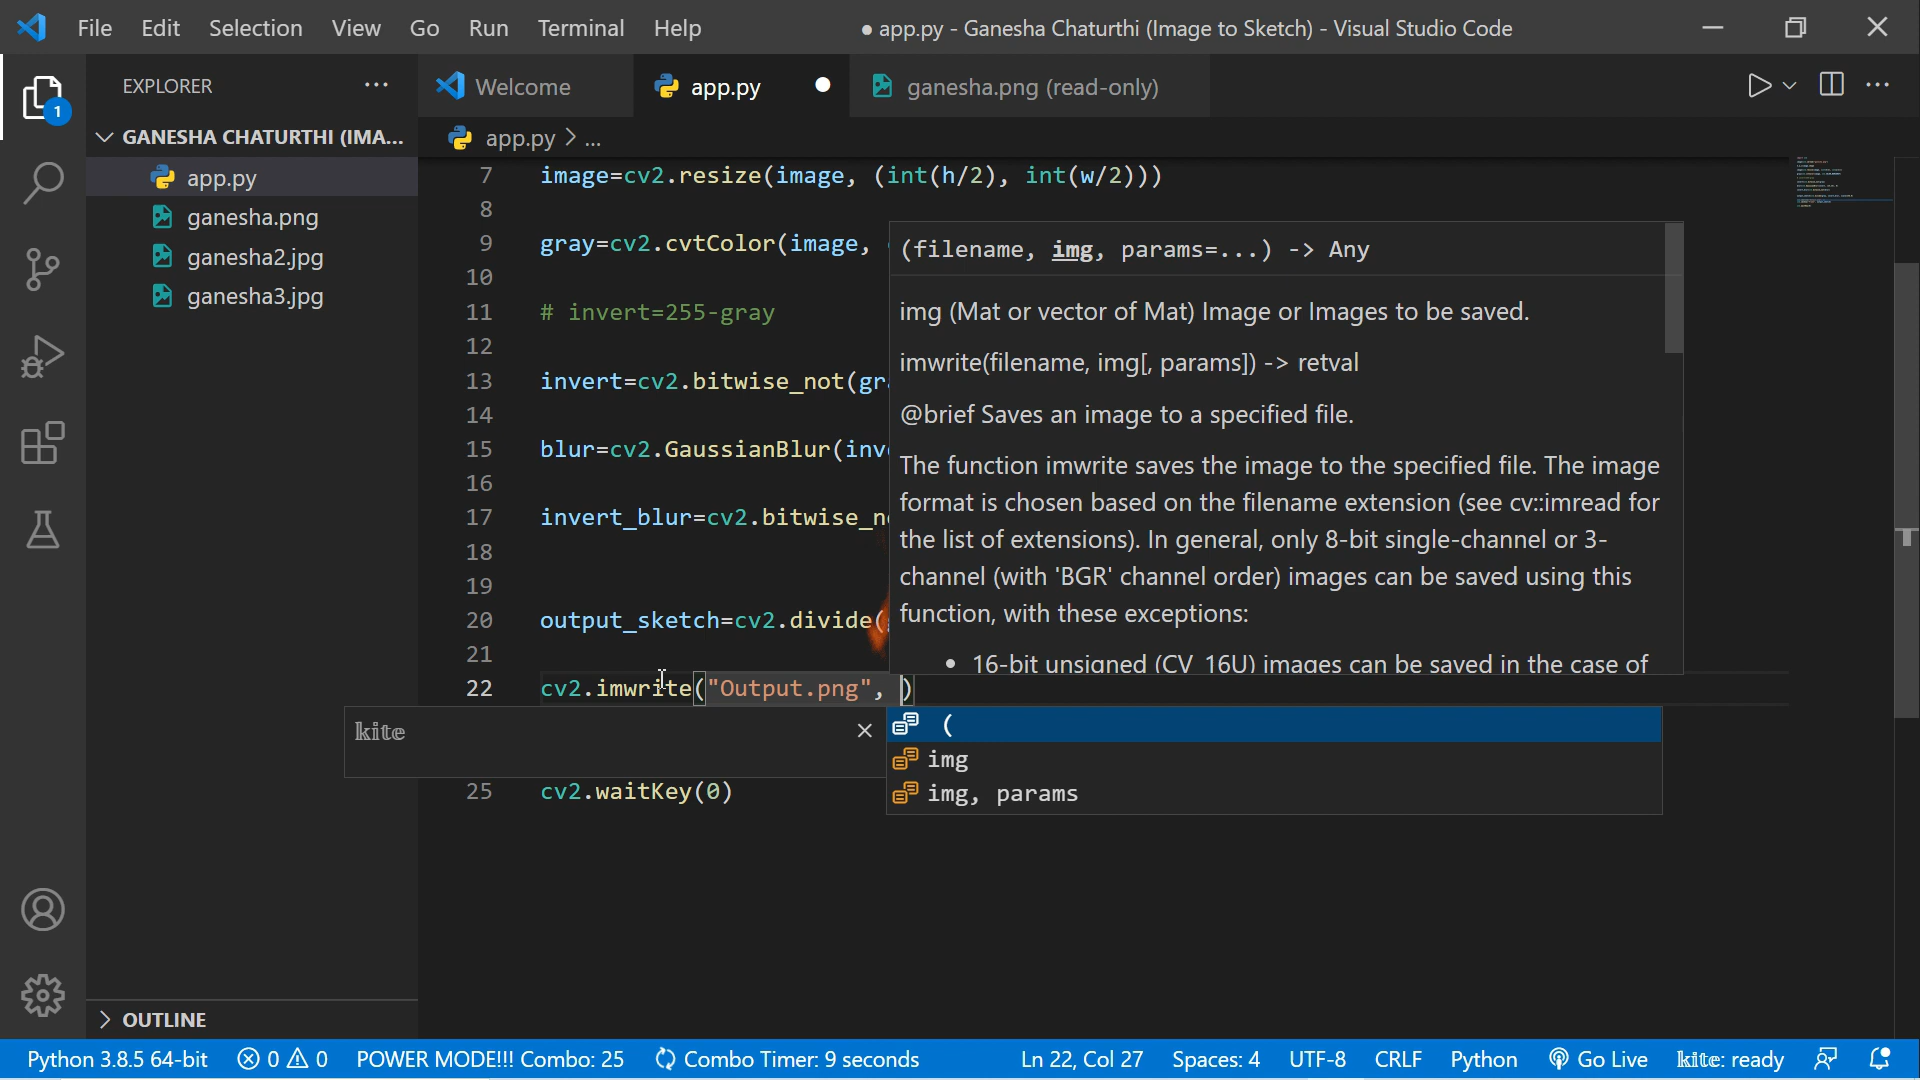 File Edit Selection View Go Run Terminal Help ● app.py - Ganesha Chaturthi (Image to Sketch) - Visual Studio Code
EXPLORER
Welcome
app.py
ganesha.png (read-only)
1
GANESHA CHATURTHI (IMA...
app.py > ...
app.py
ganesha.png
ganesha2.jpg
ganesha3.jpg
7 image=cv2.resize(image, (int(h/2), int(w/2)))
8
9 gray=cv2.cvtColor(image,
10
11 # invert=255-gray
12
13 invert=cv2.bitwise_not(gr
14
15 blur=cv2.GaussianBlur(inv
16
17 invert_blur=cv2.bitwise_n
18
19
20 output_sketch=cv2.divide(
21
22 cv2.imwrite("Output.png", )
25 cv2.waitKey(0)
(filename, img, params=...) -> Any
img (Mat or vector of Mat) Image or Images to be saved.
imwrite(filename, img[, params]) -> retval
@brief Saves an image to a specified file.
The function imwrite saves the image to the specified file. The image
format is chosen based on the filename extension (see cv::imread for
the list of extensions). In general, only 8-bit single-channel or 3-
channel (with 'BGR' channel order) images can be saved using this
function, with these exceptions:
• 16-bit unsigned (CV_16U) images can be saved in the case of
kite
(
img
img, params
OUTLINE
Python 3.8.5 64-bit 0 0 POWER MODE!!! Combo: 25 Combo Timer: 9 seconds Ln 22, Col 27 Spaces: 4 UTF-8 CRLF Python Go Live kite: ready